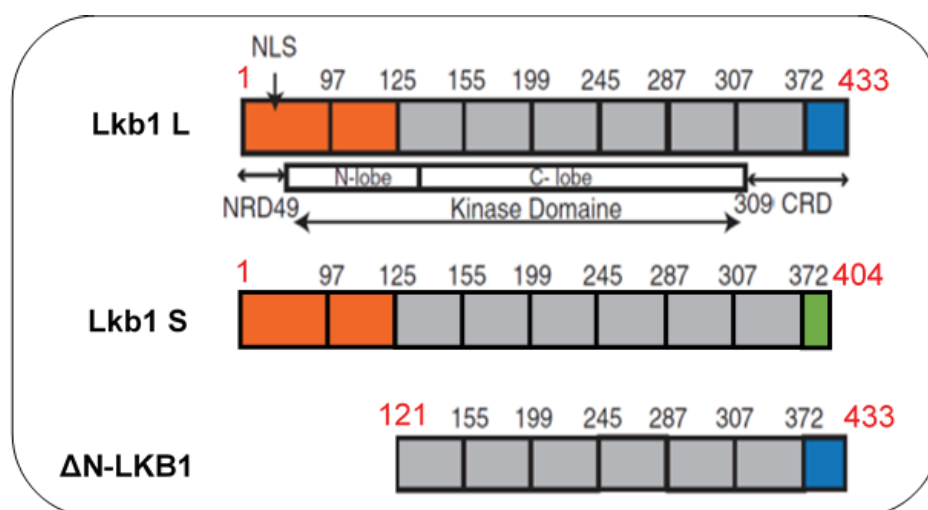 NLS
1 97 125 155 199 245 287 307 372 433
Lkb1 L
N-lobe C- lobe
NRD49 Kinase Domaine 309 CRD
1 97 125 155 199 245 287 307 372 404
Lkb1 S
121 155 199 245 287 307 372 433
ΔN-LKB1